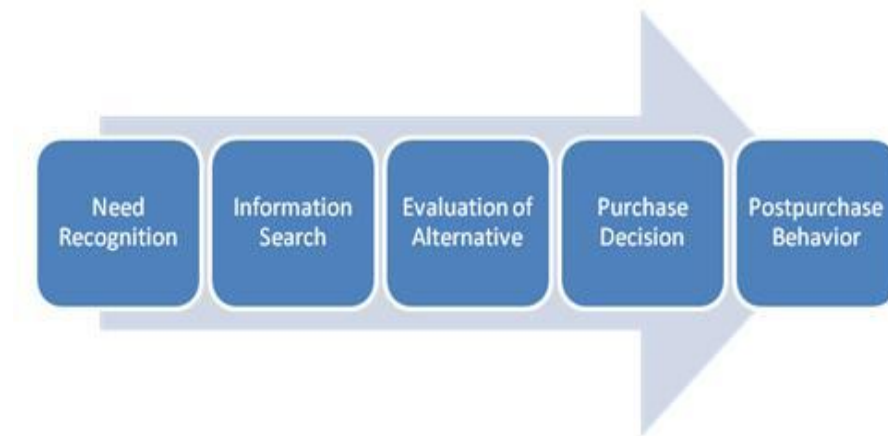 Need
Recognition
Information
Search
Evaluation of
Alternative
Purchase
Decision
Postpurchase
Behavior